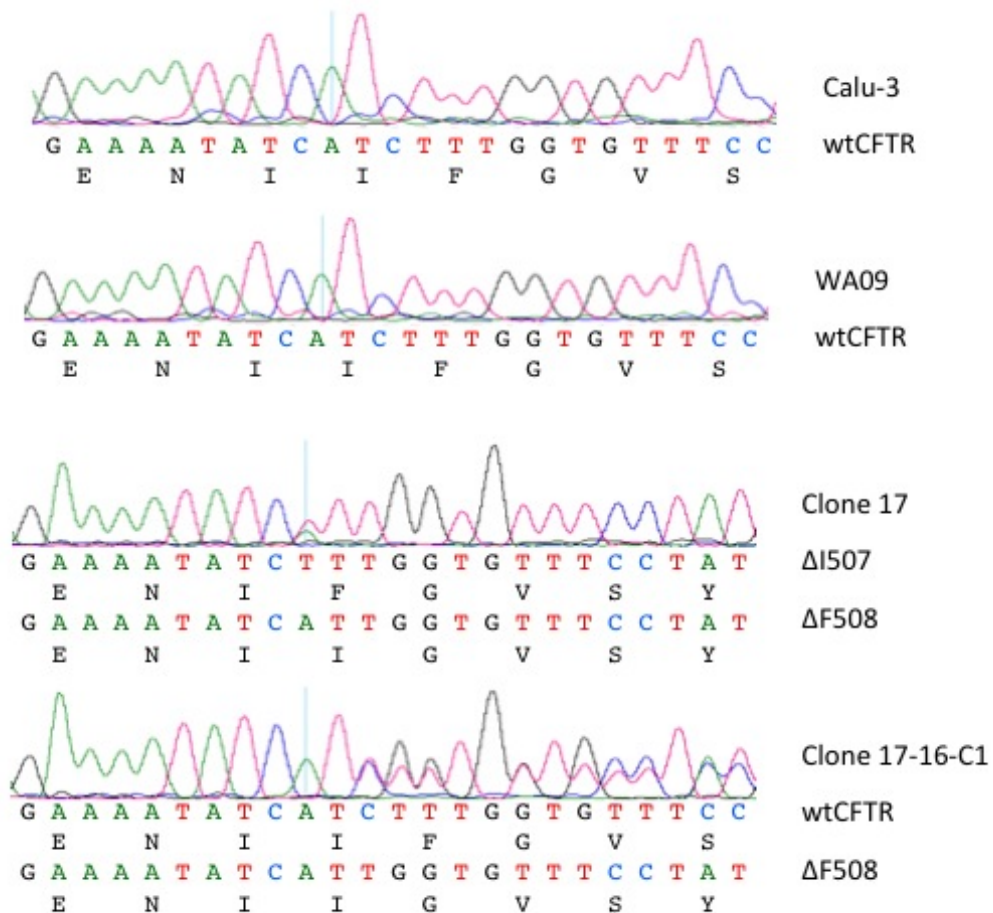 Calu-3
G A A A A T A T C A T C T T T G G T G T T T C C wtCFTR
E N I I F G V S
WA09
G A A A A T A T C A T C T T T G G T G T T T C C wtCFTR
E N I I F G V S
Clone 17
G A A A A T A T C T T T G G T G T T T C C T A T ΔI507
E N I F G V S Y
G A A A A T A T C A T T G G T G T T T C C T A T ΔF508
E N I I G V S Y
Clone 17-16-C1
G A A A A T A T C A T C T T T G G T G T T T C C wtCFTR
E N I I F G V S
G A A A A T A T C A T T G G T G T T T C C T A T ΔF508
E N I I G V S Y